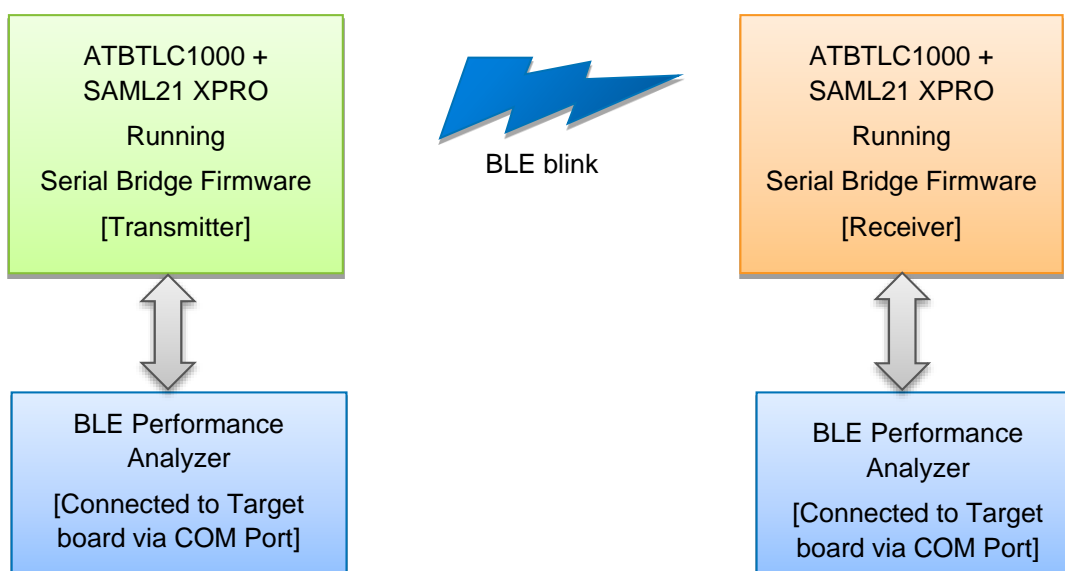 ATBTLC1000 +
SAML21 XPRO
Running
Serial Bridge Firmware
[Transmitter]
BLE blink
ATBTLC1000 +
SAML21 XPRO
Running
Serial Bridge Firmware
[Receiver]
BLE Performance
Analyzer
[Connected to Target
board via COM Port]
BLE Performance
Analyzer
[Connected to Target
board via COM Port]